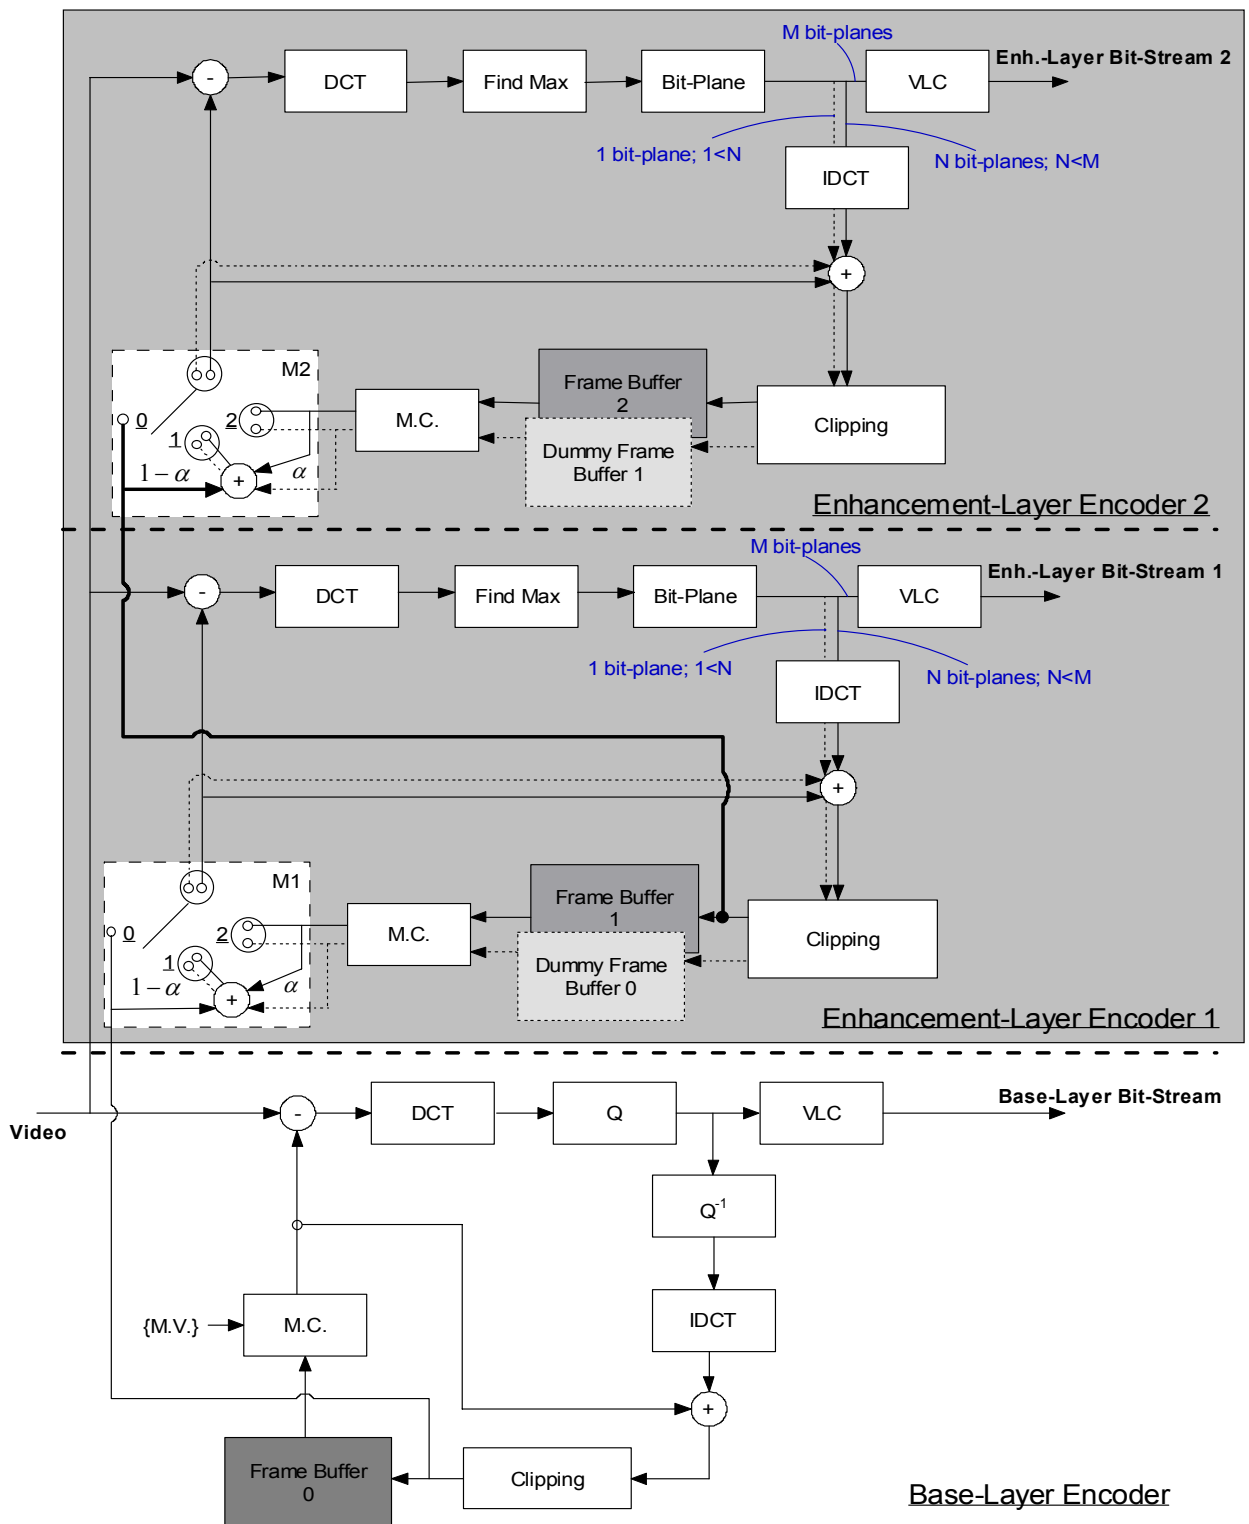 M bit-planes
Enh.-Layer Bit-Stream 2
-
DCT
Find Max
Bit-Plane
VLC
1 bit-plane; 1<N
N bit-planes; N<M
IDCT
+
M2
0
2
1
1 − α
α
+
M.C.
Frame Buffer
2
Dummy Frame
Buffer 1
Clipping
Enhancement-Layer Encoder 2
M bit-planes
Enh.-Layer Bit-Stream 1
-
DCT
Find Max
Bit-Plane
VLC
1 bit-plane; 1<N
N bit-planes; N<M
IDCT
+
M1
0
2
1
1 − α
α
+
M.C.
Frame Buffer
1
Dummy Frame
Buffer 0
Clipping
Enhancement-Layer Encoder 1
Base-Layer Bit-Stream
Video
-
DCT
Q
VLC
Q⁻¹
{M.V.}
M.C.
IDCT
+
Frame Buffer
0
Clipping
Base-Layer Encoder